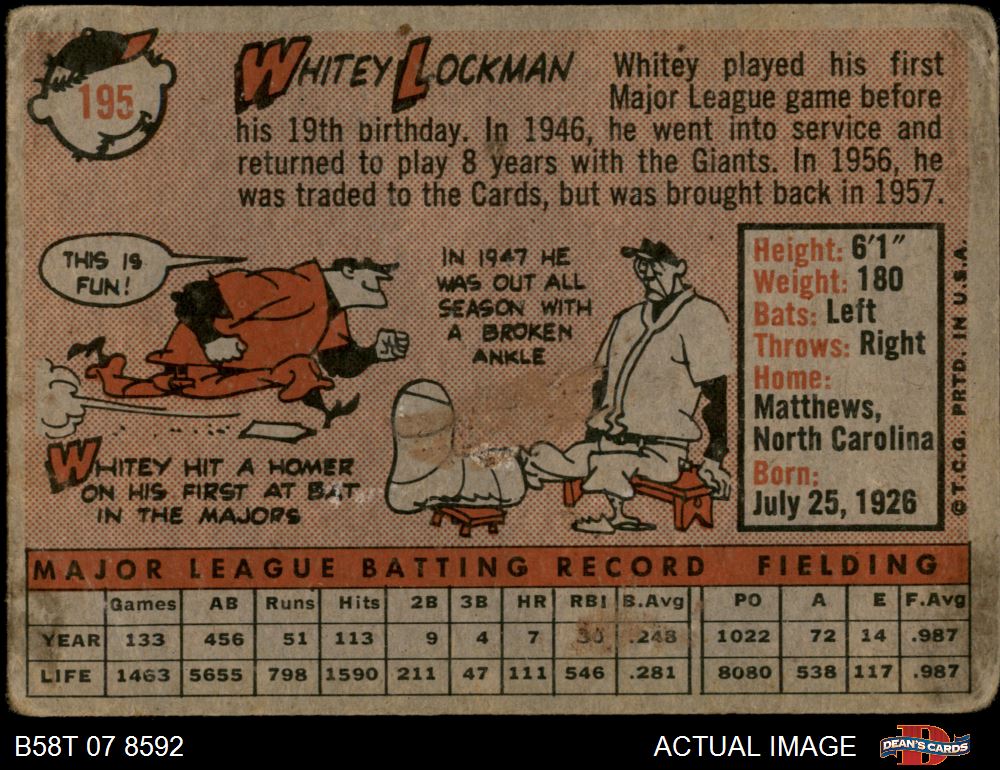 195
WHITEY LOCKMAN
Whitey played his first
Major League game before
his 19th birthday. In 1946, he went into service and
returned to play 8 years with the Giants. In 1956, he
was traded to the Cards, but was brought back in 1957.
THIS IS
FUN!
IN 1947 HE
WAS OUT ALL
SEASON WITH
A BROKEN
ANKLE
WHITEY HIT A HOMER
ON HIS FIRST AT BAT
IN THE MAJORS
Height: 6'1"
Weight: 180
Bats: Left
Throws: Right
Home:
Matthews,
North Carolina
Born:
July 25, 1926
© T.C.G. PRTD. IN U.S.A.
MAJOR LEAGUE BATTING RECORD FIELDING
Games AB Runs Hits 2B 3B HR RBI B.Avg PO A E F.Avg
YEAR 133 456 51 113 9 4 7 30 .248 1022 72 14 .987
LIFE 1463 5655 798 1590 211 47 111 546 .281 8080 538 117 .987
B58T 07 8592 ACTUAL IMAGE DEAN'S CARDS